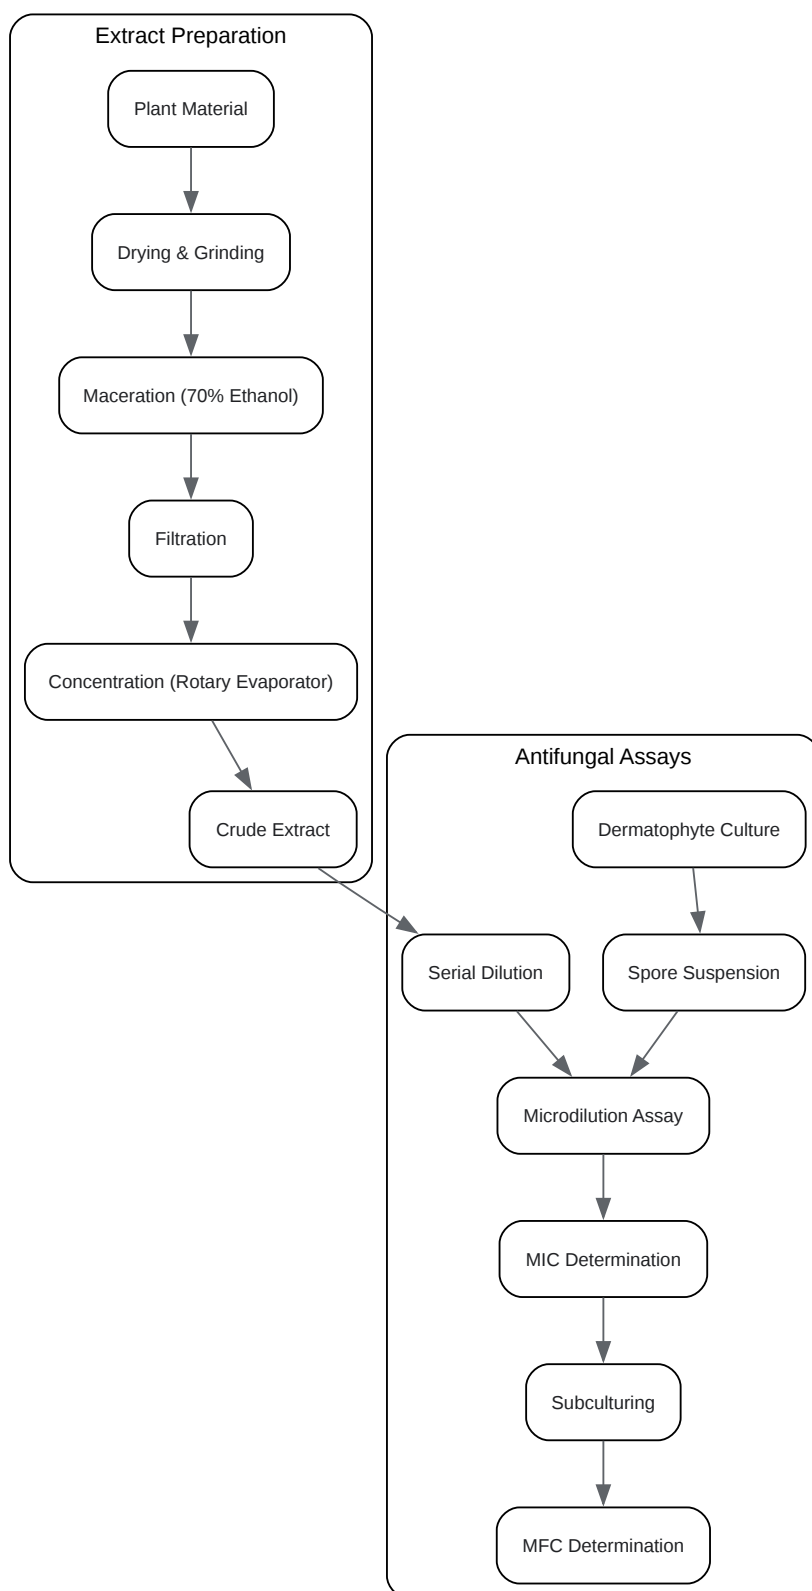 Extract Preparation
Plant Material
Drying & Grinding
Maceration (70% Ethanol)
Filtration
Concentration (Rotary Evaporator)
Crude Extract
Antifungal Assays
Dermatophyte Culture
Serial Dilution
Spore Suspension
Microdilution Assay
MIC Determination
Subculturing
MFC Determination